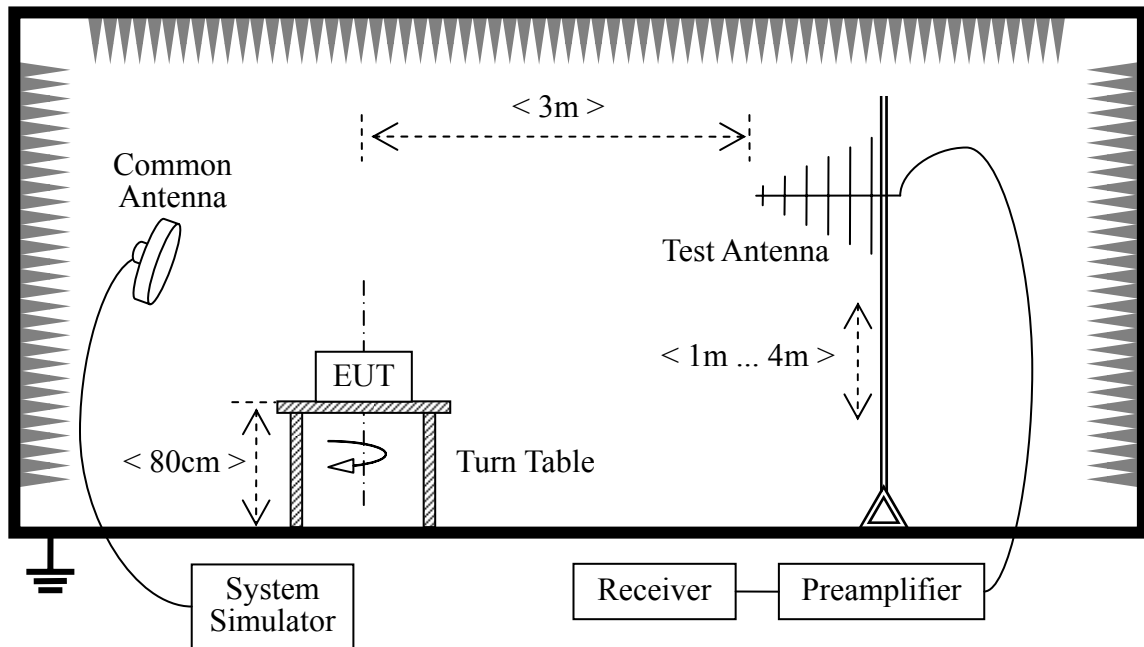 < 3m >
Common
Antenna
Test Antenna
< 1m ... 4m >
EUT
< 80cm >
Turn Table
System
Simulator
Receiver
Preamplifier